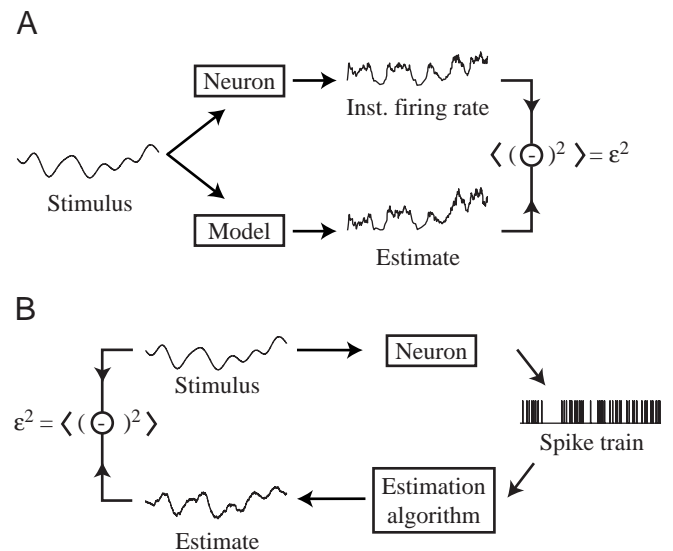 A
Neuron
Inst. firing rate
Stimulus
⟨ ( - )² ⟩ = ε²
Model
Estimate
B
Stimulus
Neuron
ε² = ⟨ ( - )² ⟩
Spike train
Estimation
algorithm
Estimate